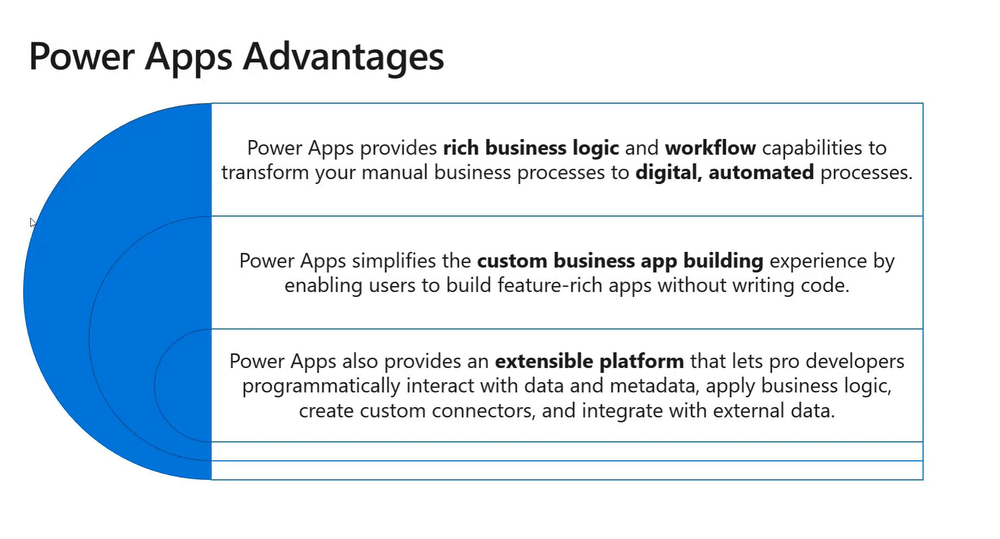 Power Apps Advantages
Power Apps provides rich business logic and workflow capabilities to
transform your manual business processes to digital, automated processes.
Power Apps simplifies the custom business app building experience by
enabling users to build feature-rich apps without writing code.
Power Apps also provides an extensible platform that lets pro developers
programmatically interact with data and metadata, apply business logic,
create custom connectors, and integrate with external data.